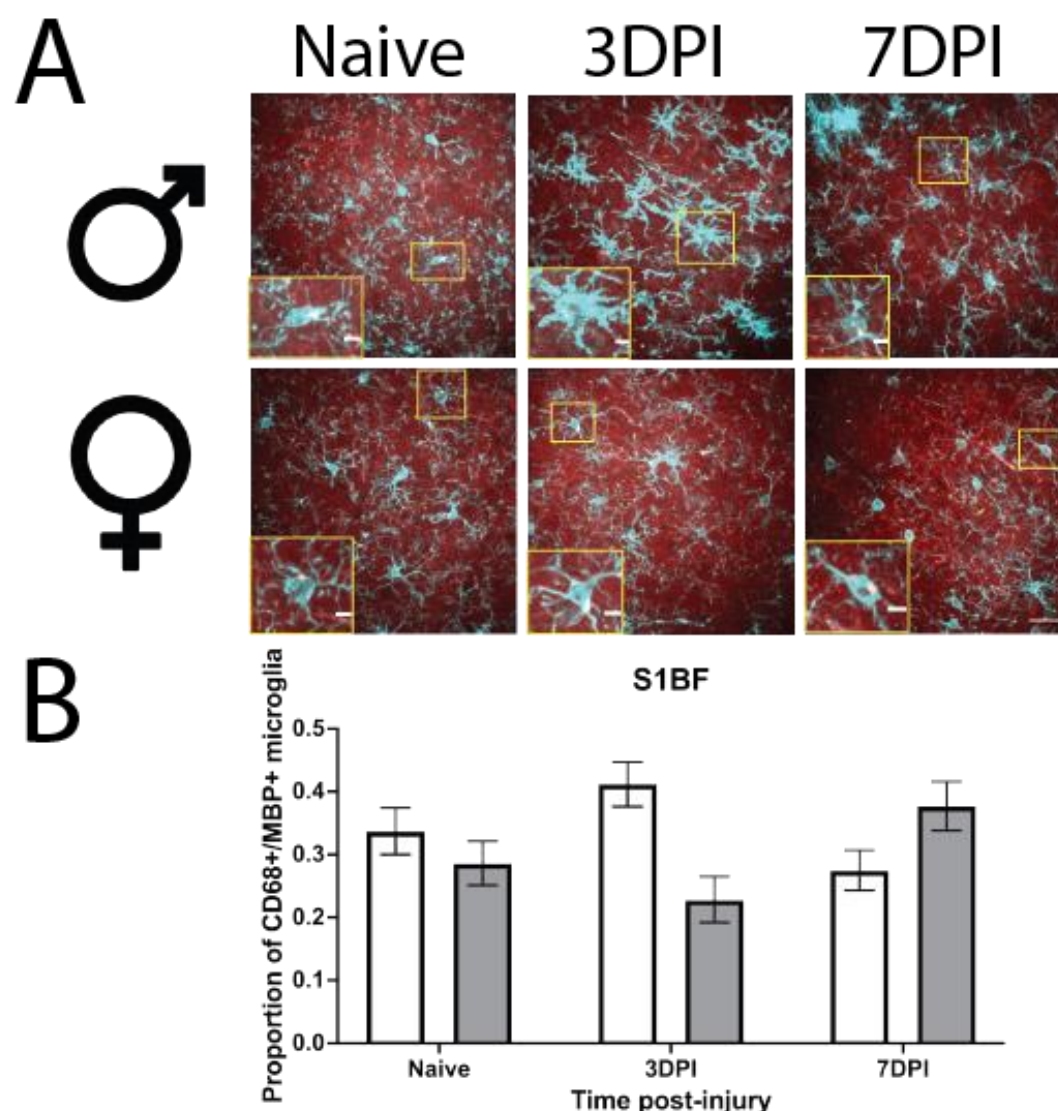 A
Naive 3DPI 7DPI
B
S1BF
Proportion of CD68+/MBP+ microglia
0.5
0.4
0.3
0.2
0.1
0.0
Naive 3DPI 7DPI
Time post-injury